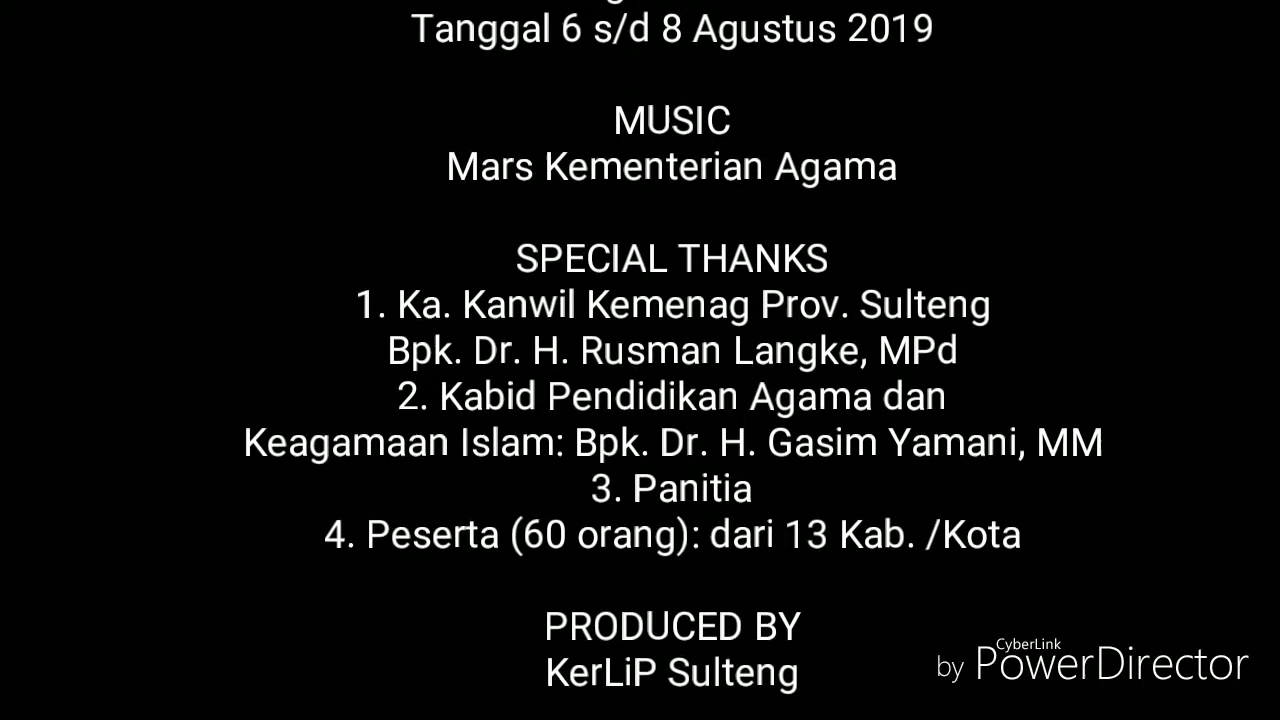 Tanggal 6 s/d 8 Agustus 2019
MUSIC
Mars Kementerian Agama
SPECIAL THANKS
1. Ka. Kanwil Kemenag Prov. Sulteng
Bpk. Dr. H. Rusman Langke, MPd
2. Kabid Pendidikan Agama dan
Keagamaan Islam: Bpk. Dr. H. Gasim Yamani, MM
3. Panitia
4. Peserta (60 orang): dari 13 Kab. /Kota
PRODUCED BY
KerLiP Sulteng
CyberLink
by PowerDirector